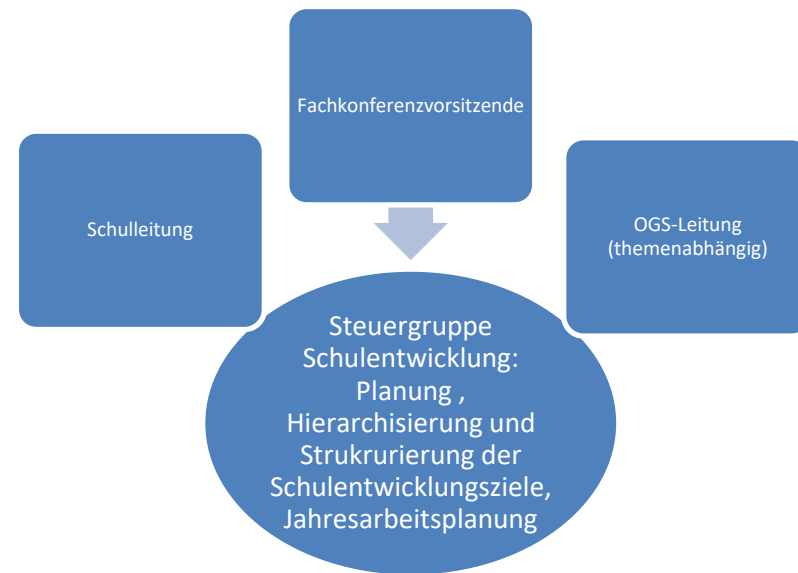 Fachkonferenzvorsitzende
Schulleitung
OGS-Leitung
(themenabhängig)
Steuergruppe
Schulentwicklung:
Planung ,
Hierarchisierung und
Strukrurierung der
Schulentwicklungsziele,
Jahresarbeitsplanung